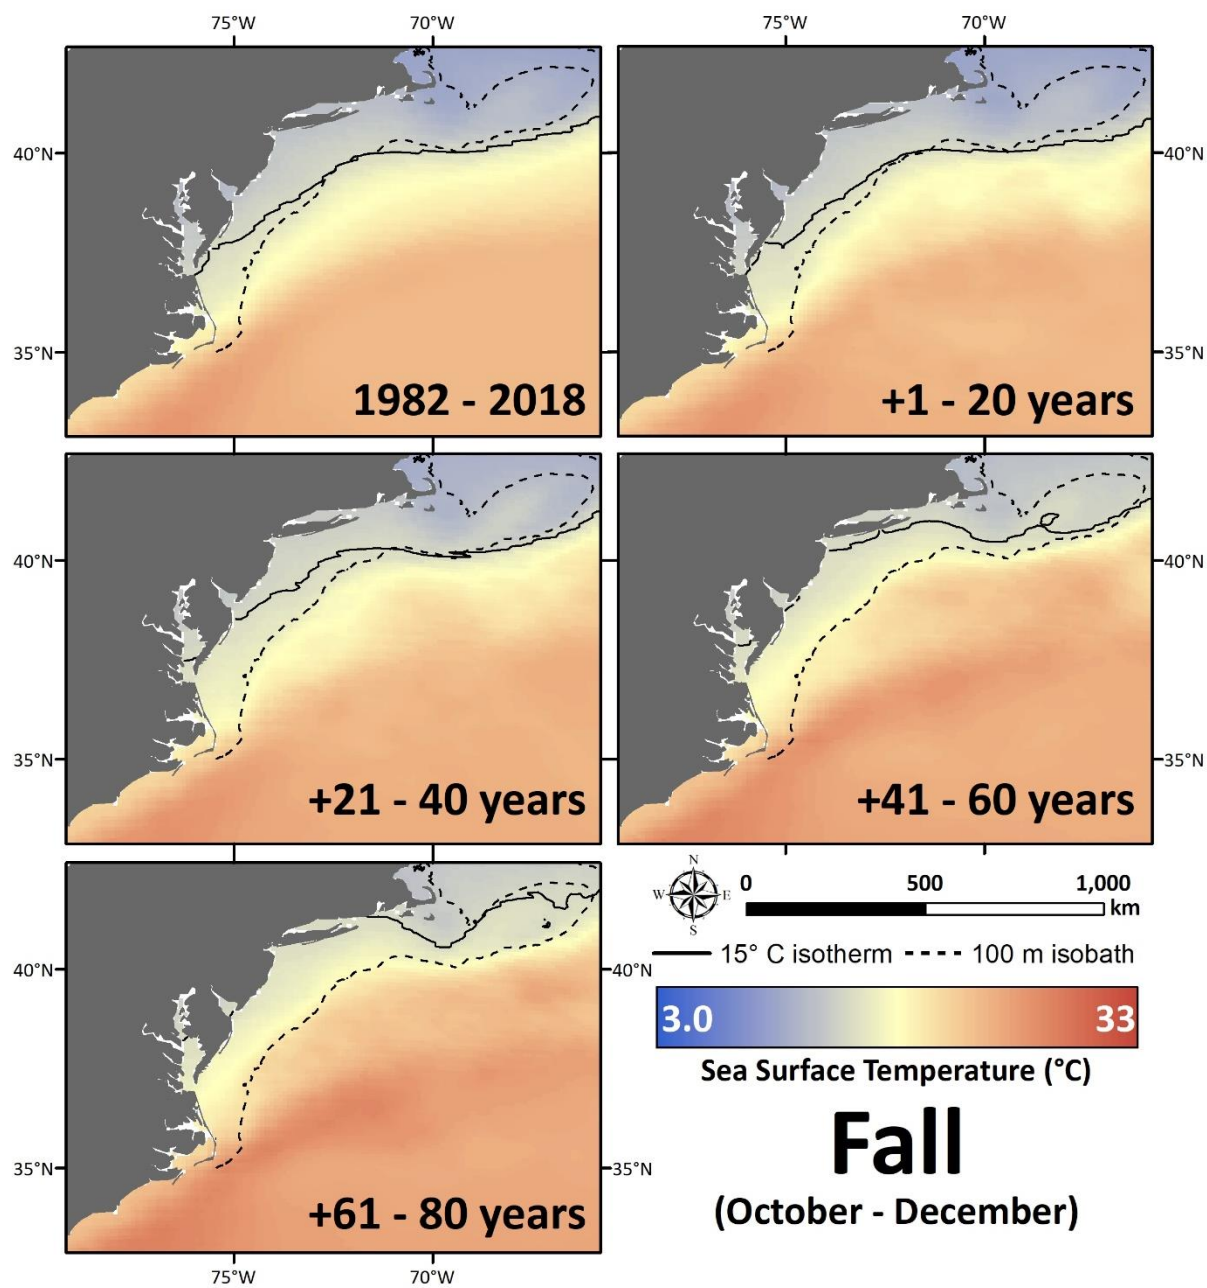 75°W 70°W 75°W 70°W
40°N 40°N
35°N 35°N
1982 - 2018 +1 - 20 years
40°N 40°N
35°N 35°N
+21 - 40 years +41 - 60 years
N
W E
S
0 500 1,000
km
15° C isotherm 100 m isobath
40°N 40°N
3.0 33
Sea Surface Temperature (°C)
Fall
35°N 35°N
(October - December)
+61 - 80 years
75°W 70°W